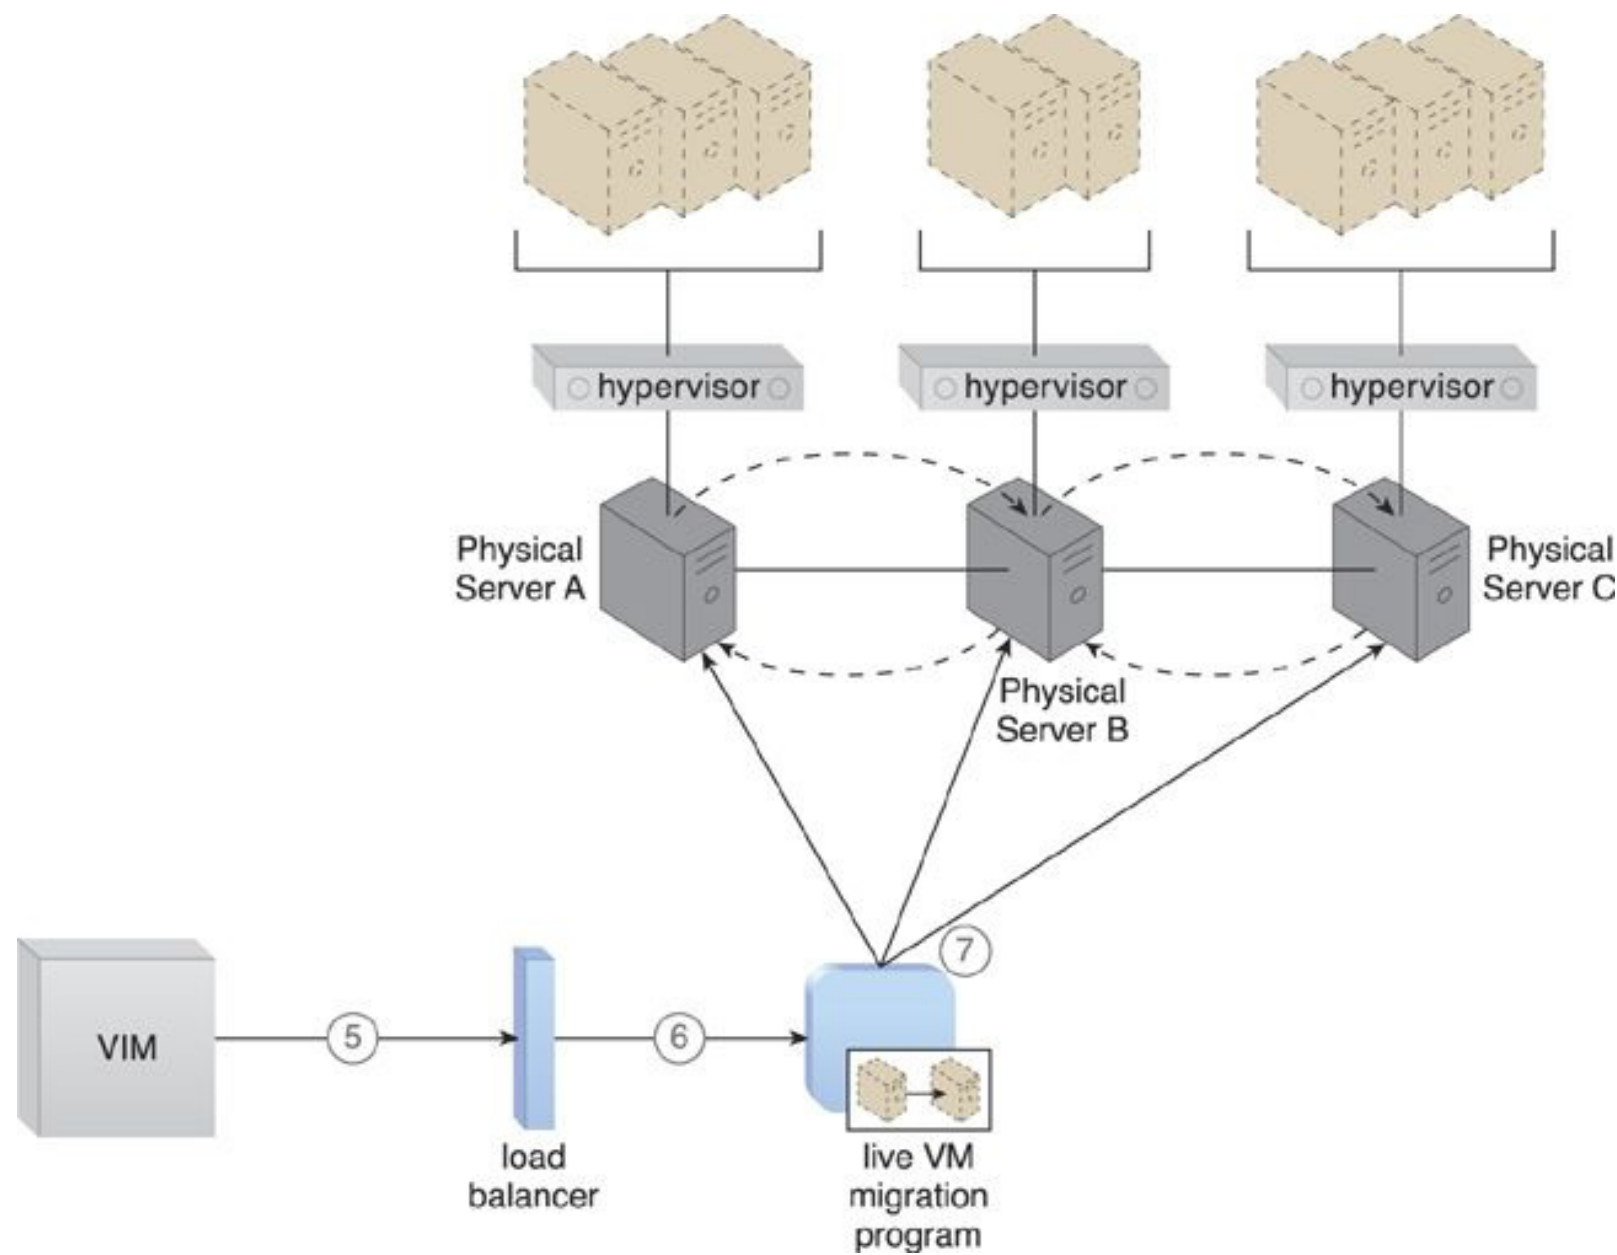 hypervisor
hypervisor
hypervisor
Physical
Server A
Physical
Server C
Physical
Server B
7
VIM
5
6
load
balancer
live VM
migration
program